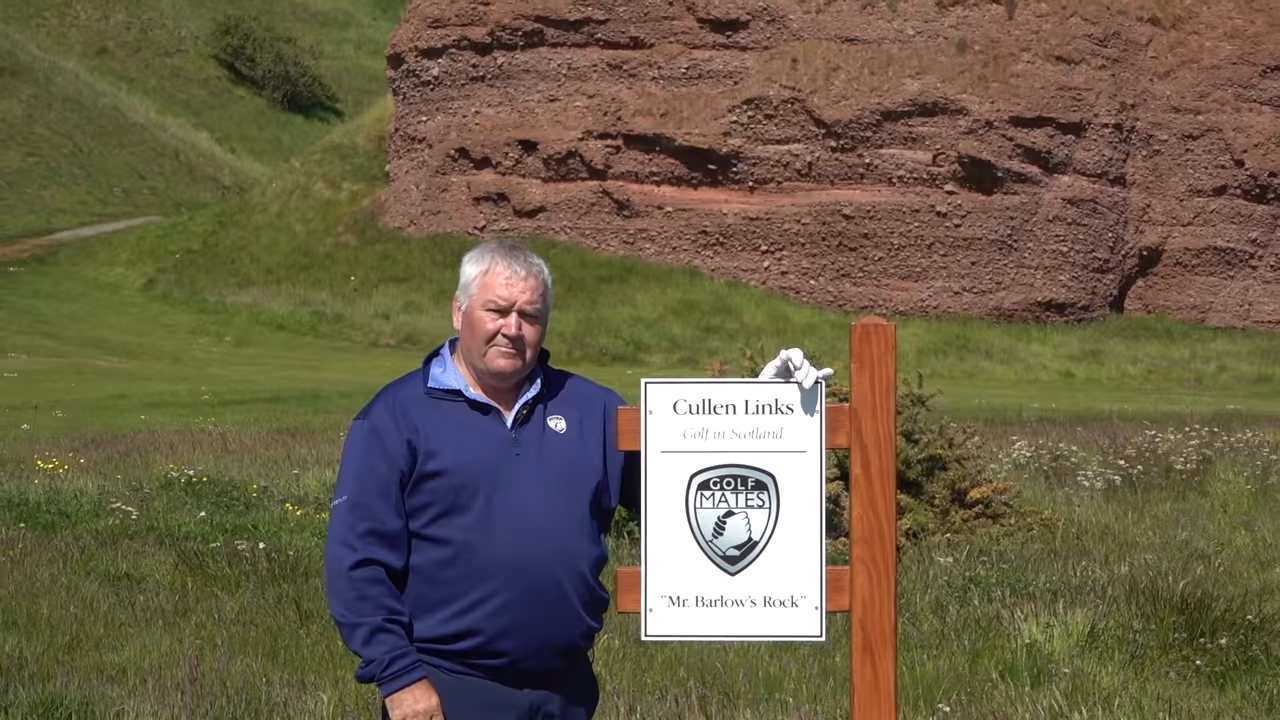 Cullen Links
Golf in Scotland
GOLF
MATES
"Mr. Barlow's Rock"